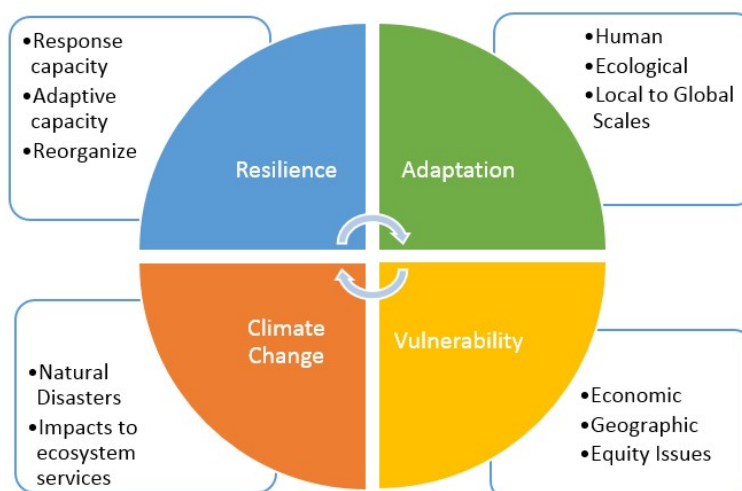 •Response
capacity
•Adaptive
capacity
•Reorganize
•Human
•Ecological
•Local to Global
Scales
Resilience
Adaptation
Climate
Change
Vulnerability
•Natural
Disasters
•Impacts to
ecosystem
services
•Economic
•Geographic
•Equity Issues